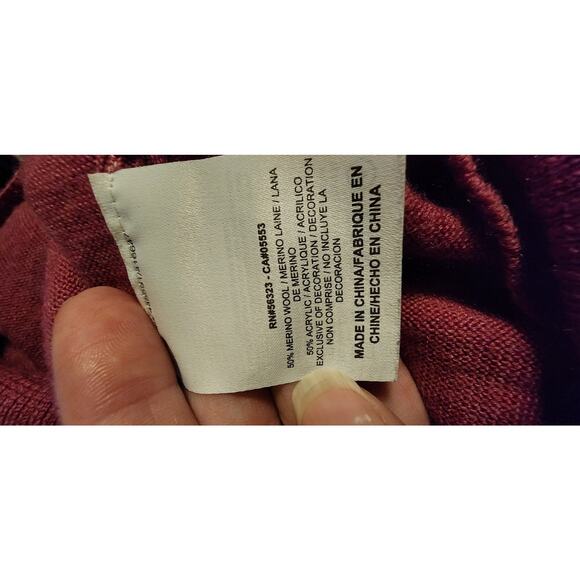 RN#56323 - CA#05553
50% MERINO WOOL / MERINO LAINE / LANA
DE MERINO
50% ACRYLIC / ACRYLIQUE / ACRILICO
EXCLUSIVE OF DECORATION / DECORATION
NON COMPRISE / NO INCLUYE LA
DECORACION
MADE IN CHINA/FABRIQUE EN
CHINE/HECHO EN CHINA